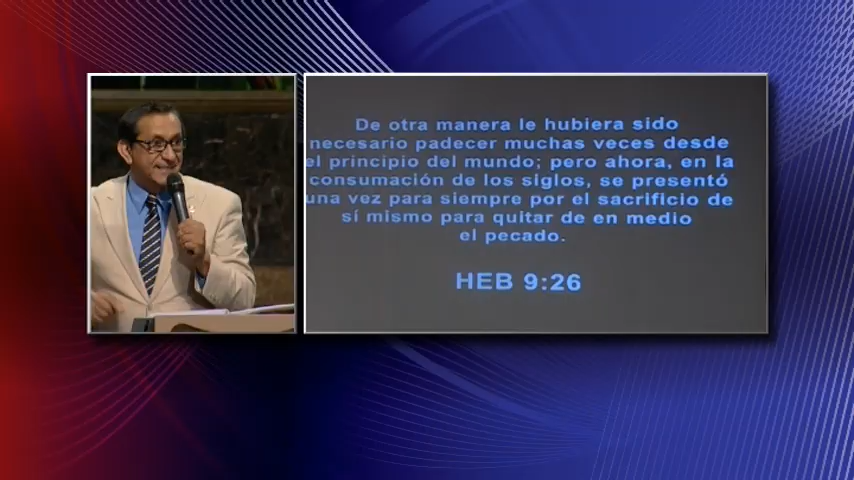 De otra manera le hubiera sido
necesario padecer muchas veces desde
el principio del mundo; pero ahora, en la
consumación de los siglos, se presentó
una vez para siempre por el sacrificio de
sí mismo para quitar de en medio
el pecado.
HEB 9:26